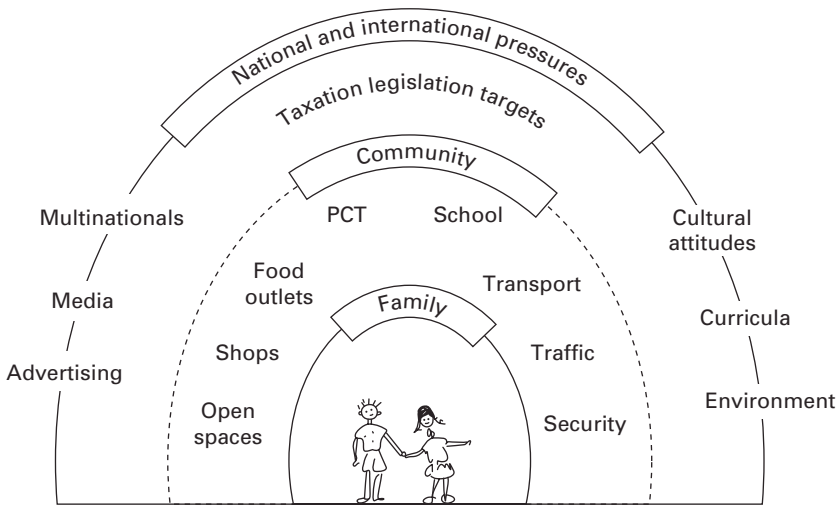 National and international pressures
Taxation legislation targets
Community
PCT
School
Multinationals
Cultural
attitudes
Food
outlets
Transport
Family
Media
Curricula
Shops
Traffic
Advertising
Environment
Open
spaces
Security